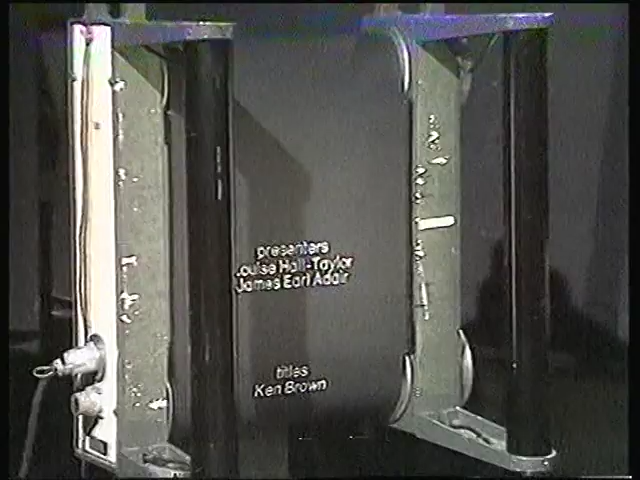 presenters
Louise Hall-Taylor
James Earl Adair
titles
Ken Brown